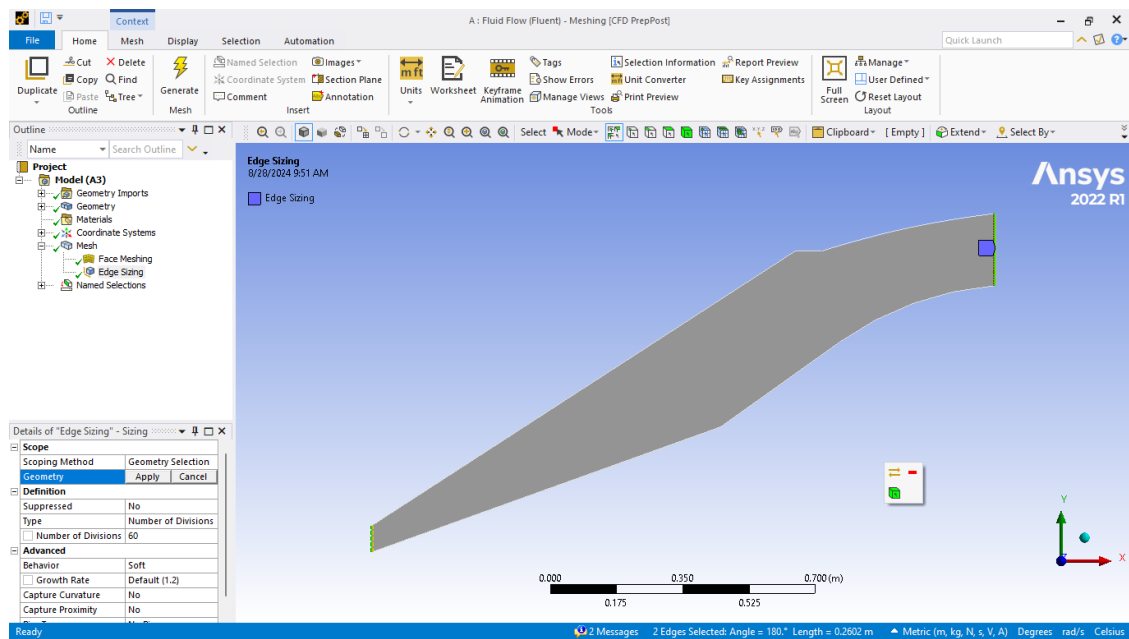 Context
A : Fluid Flow (Fluent) - Meshing [CFD PrepPost]
File Home Mesh Display Selection Automation Quick Launch
Duplicate
Cut
Copy
Paste
Delete
Find
Tree
Outline
Generate
Mesh
Named Selection
Coordinate System
Comment
Images
Section Plane
Annotation
Insert
Units
Worksheet
Keyframe
Animation
Tags
Show Errors
Manage Views
Selection Information
Unit Converter
Print Preview
Report Preview
Key Assignments
Tools
Full
Screen
Manage
User Defined
Reset Layout
Layout
Outline
Select Mode Clipboard [ Empty ] Extend Select By
Name Search Outline
Project
Model (A3)
Geometry Imports
Geometry
Materials
Coordinate Systems
Mesh
Face Meshing
Edge Sizing
Named Selections
Edge Sizing
8/28/2024 9:51 AM
Edge Sizing
Ansys
2022 R1
Details of "Edge Sizing" - Sizing
Scope
Scoping Method Geometry Selection
Geometry Apply Cancel
Definition
Suppressed No
Type Number of Divisions
Number of Divisions 60
Advanced
Behavior Soft
Growth Rate Default (1.2)
Capture Curvature No
Capture Proximity No
0.000 0.350 0.700 (m)
0.175 0.525
Y
X
Ready 2 Messages 2 Edges Selected: Angle = 180.° Length = 0.2602 m Metric (m, kg, N, s, V, A) Degrees rad/s Celsius